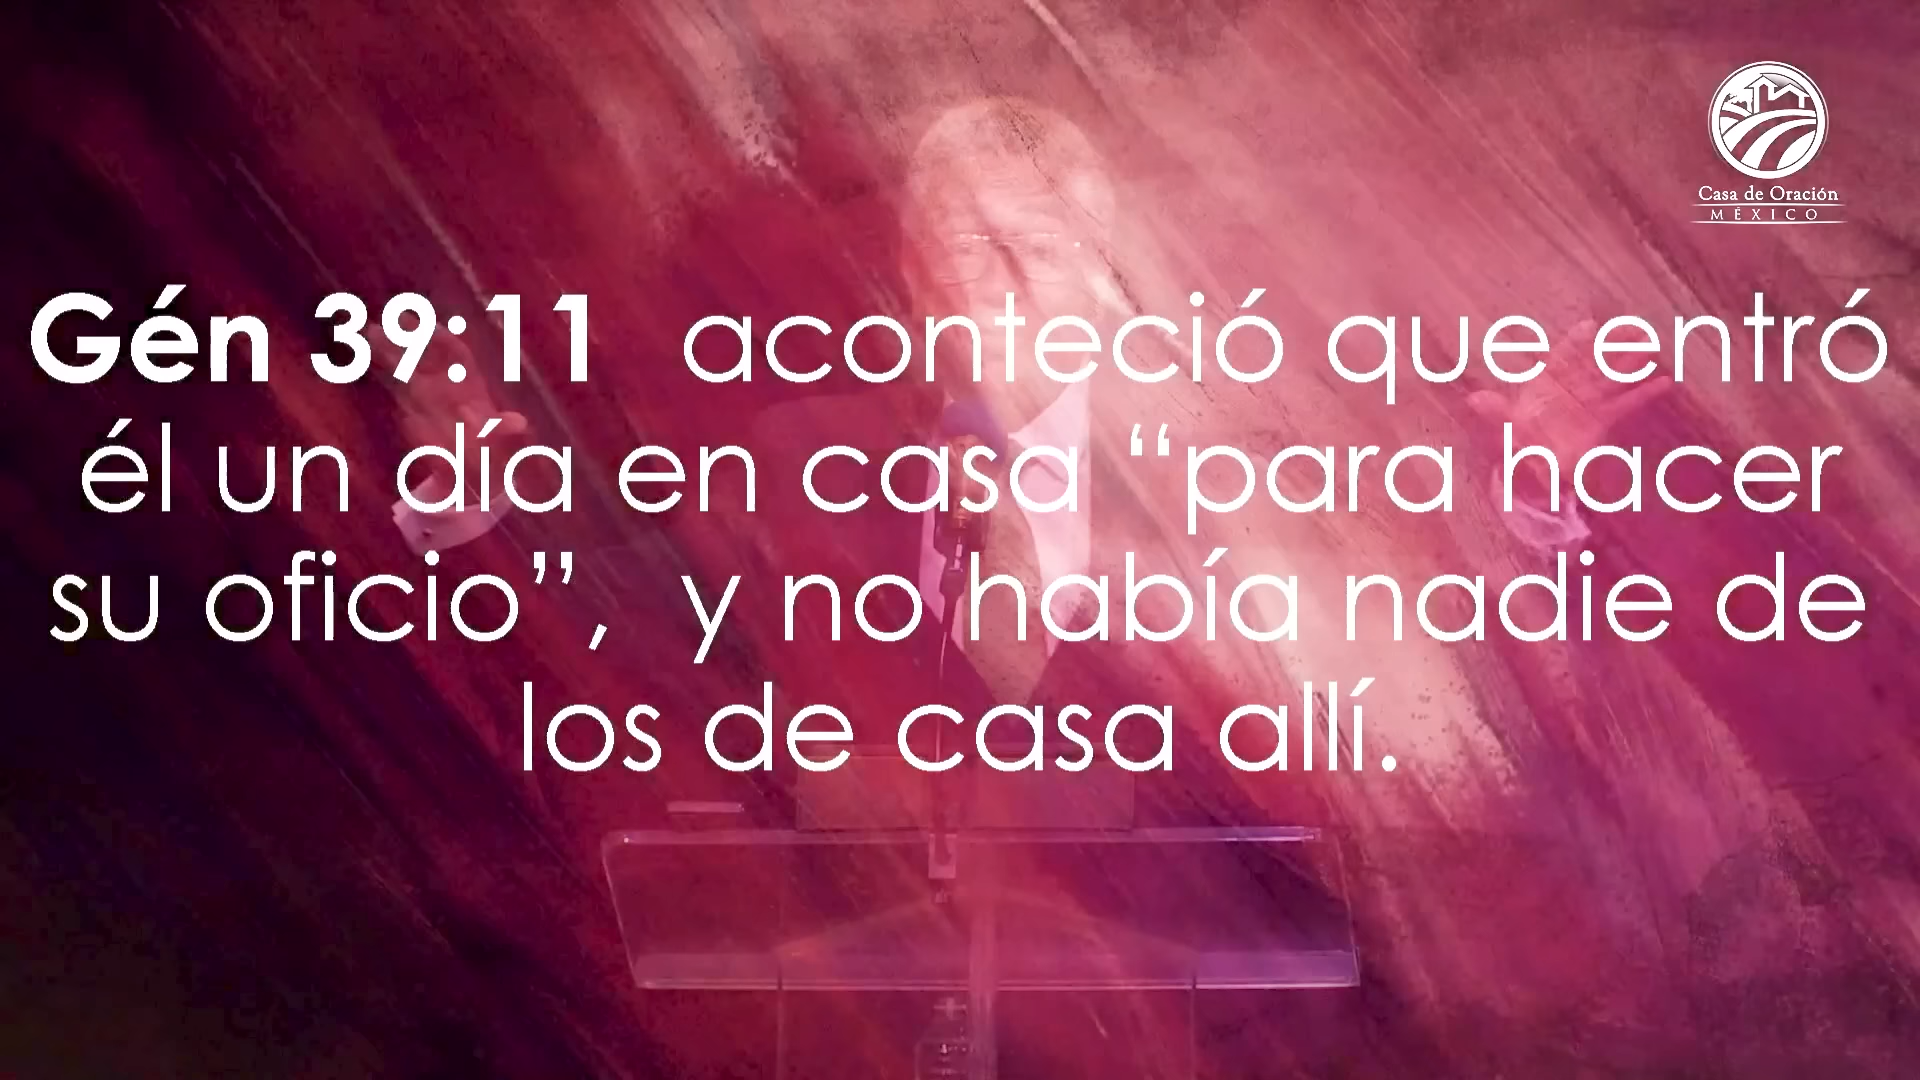 Casa de Oración
MÉXICO
Gén 39:11 aconteció que entró
él un día en casa “para hacer
su oficio”, y no había nadie de
los de casa allí.